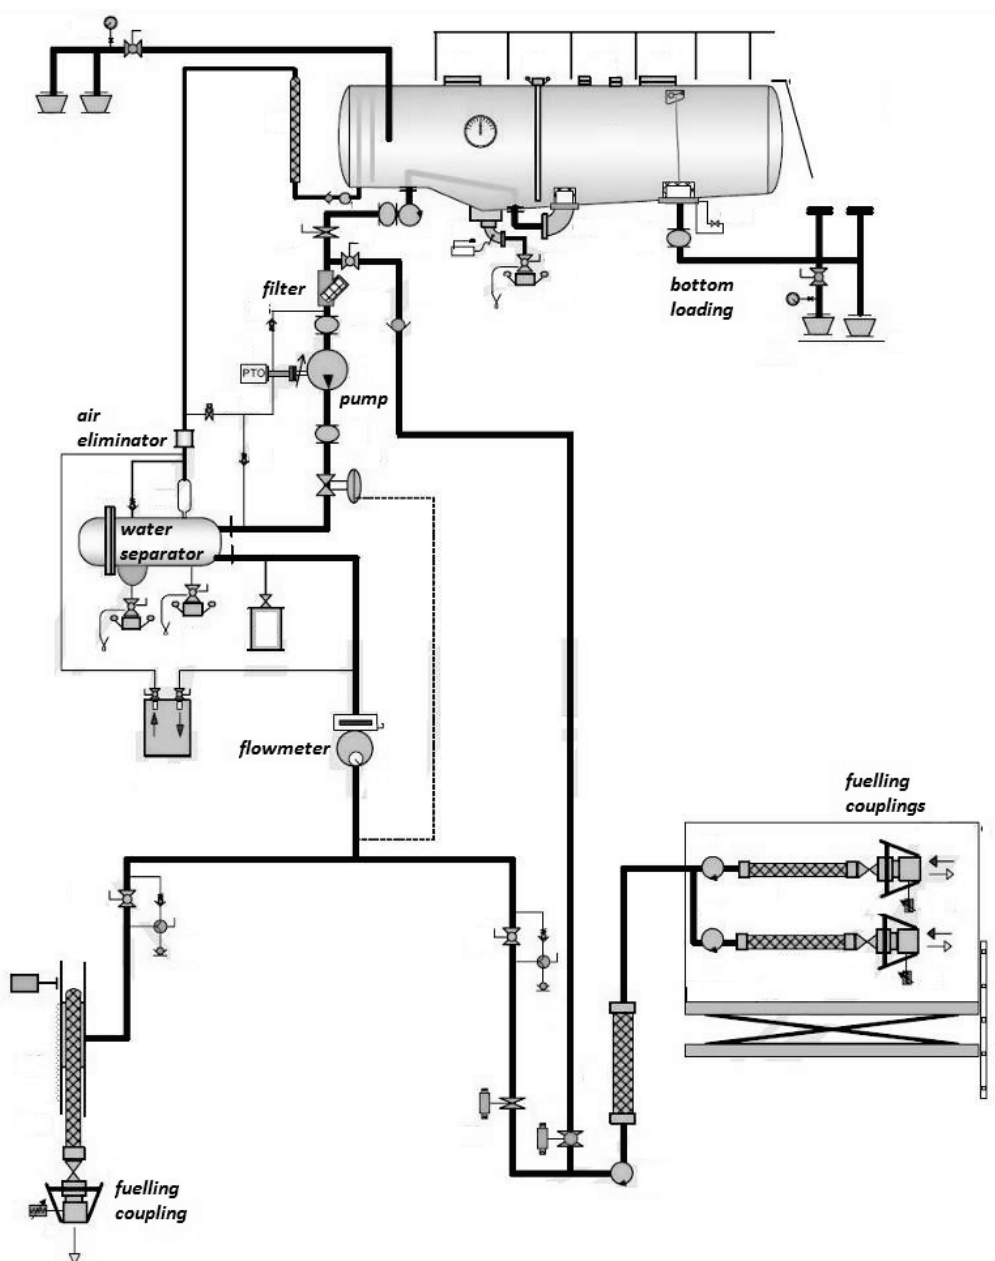 filter
bottom
loading
PTO
pump
air
eliminator
water
separator
flowmeter
fuelling
couplings
fuelling
coupling